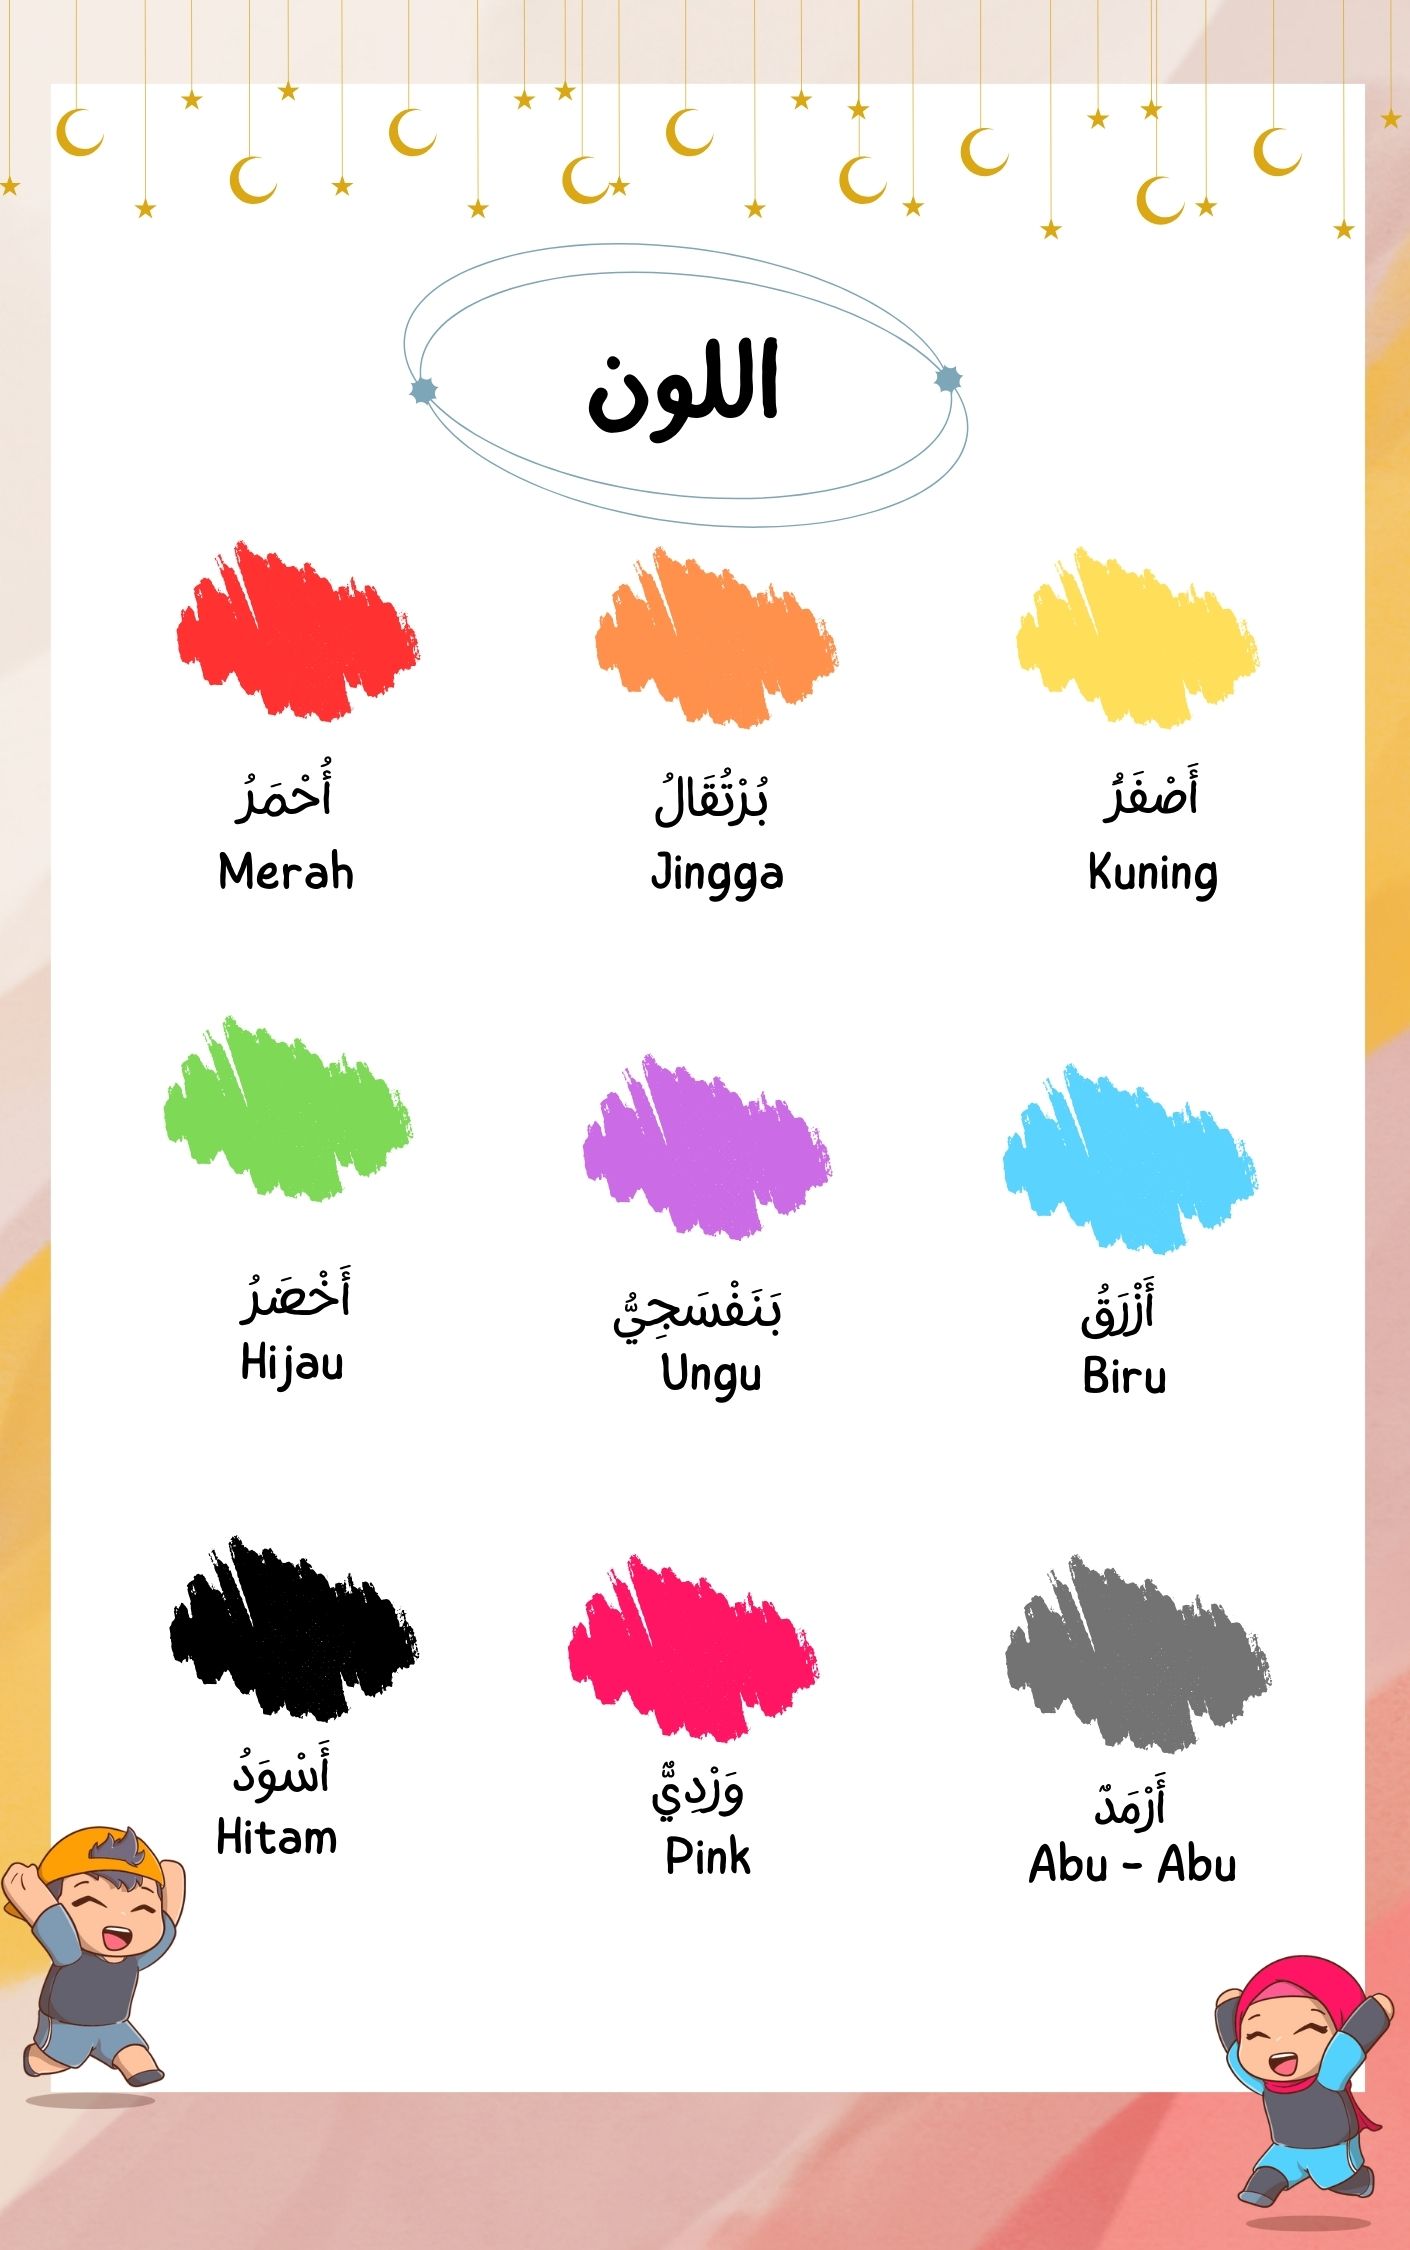 اللون
أُحْمَرُ
Merah
بُرْتُقَالُ
Jingga
أَصْفَرُ
Kuning
أَخْضَرُ
Hijau
بَنَفْسَجِيُّ
Ungu
أَزْرَقُ
Biru
أَسْوَدُ
Hitam
وَرْدِيٌّ
Pink
أَرْمَدٌ
Abu - Abu